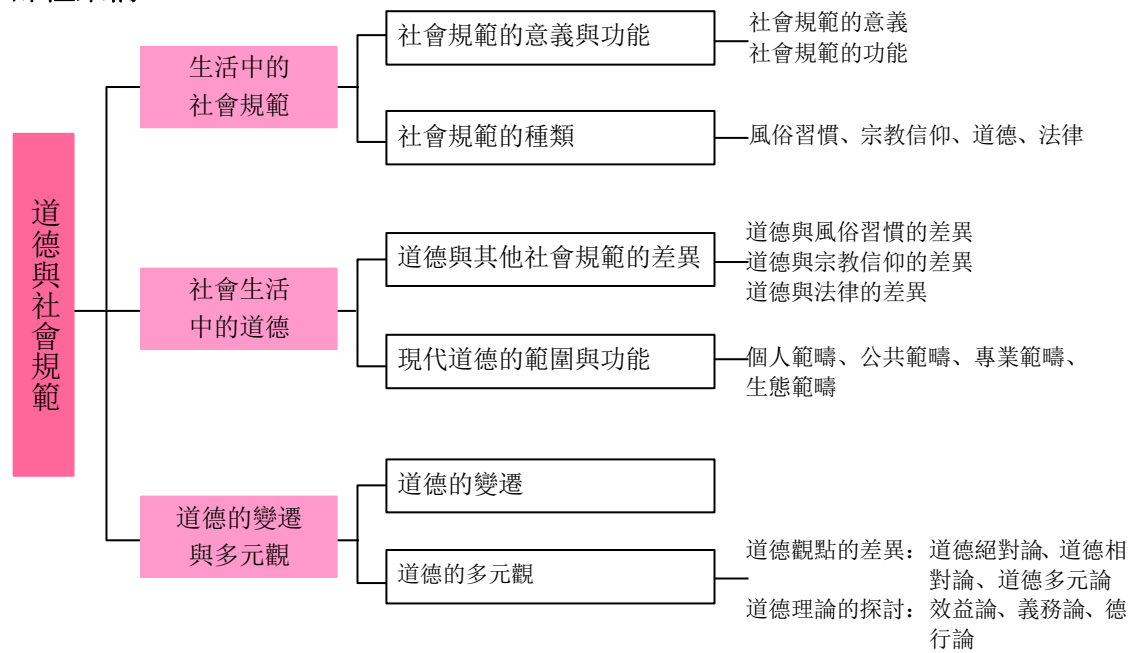 道德與社會規範
生活中的
社會規範
社會規範的意義與功能
社會規範的意義
社會規範的功能
社會規範的種類
風俗習慣、宗教信仰、道德、法律
社會生活
中的道德
道德與其他社會規範的差異
道德與風俗習慣的差異
道德與宗教信仰的差異
道德與法律的差異
現代道德的範圍與功能
個人範疇、公共範疇、專業範疇、
生態範疇
道德的變遷
與多元觀
道德的變遷
道德的多元觀
道德觀點的差異：道德絕對論、道德相
對論、道德多元論
道德理論的探討：效益論、義務論、德
行論